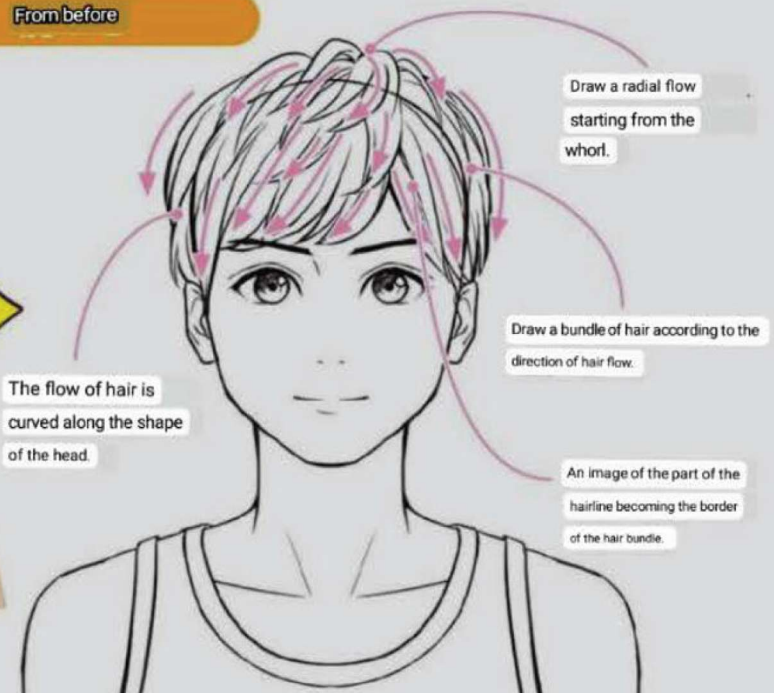 From before
Draw a radial flow
starting from the
whorl.
Draw a bundle of hair according to the
direction of hair flow.
The flow of hair is
curved along the shape
of the head.
An image of the part of the
hairline becoming the border
of the hair bundle.